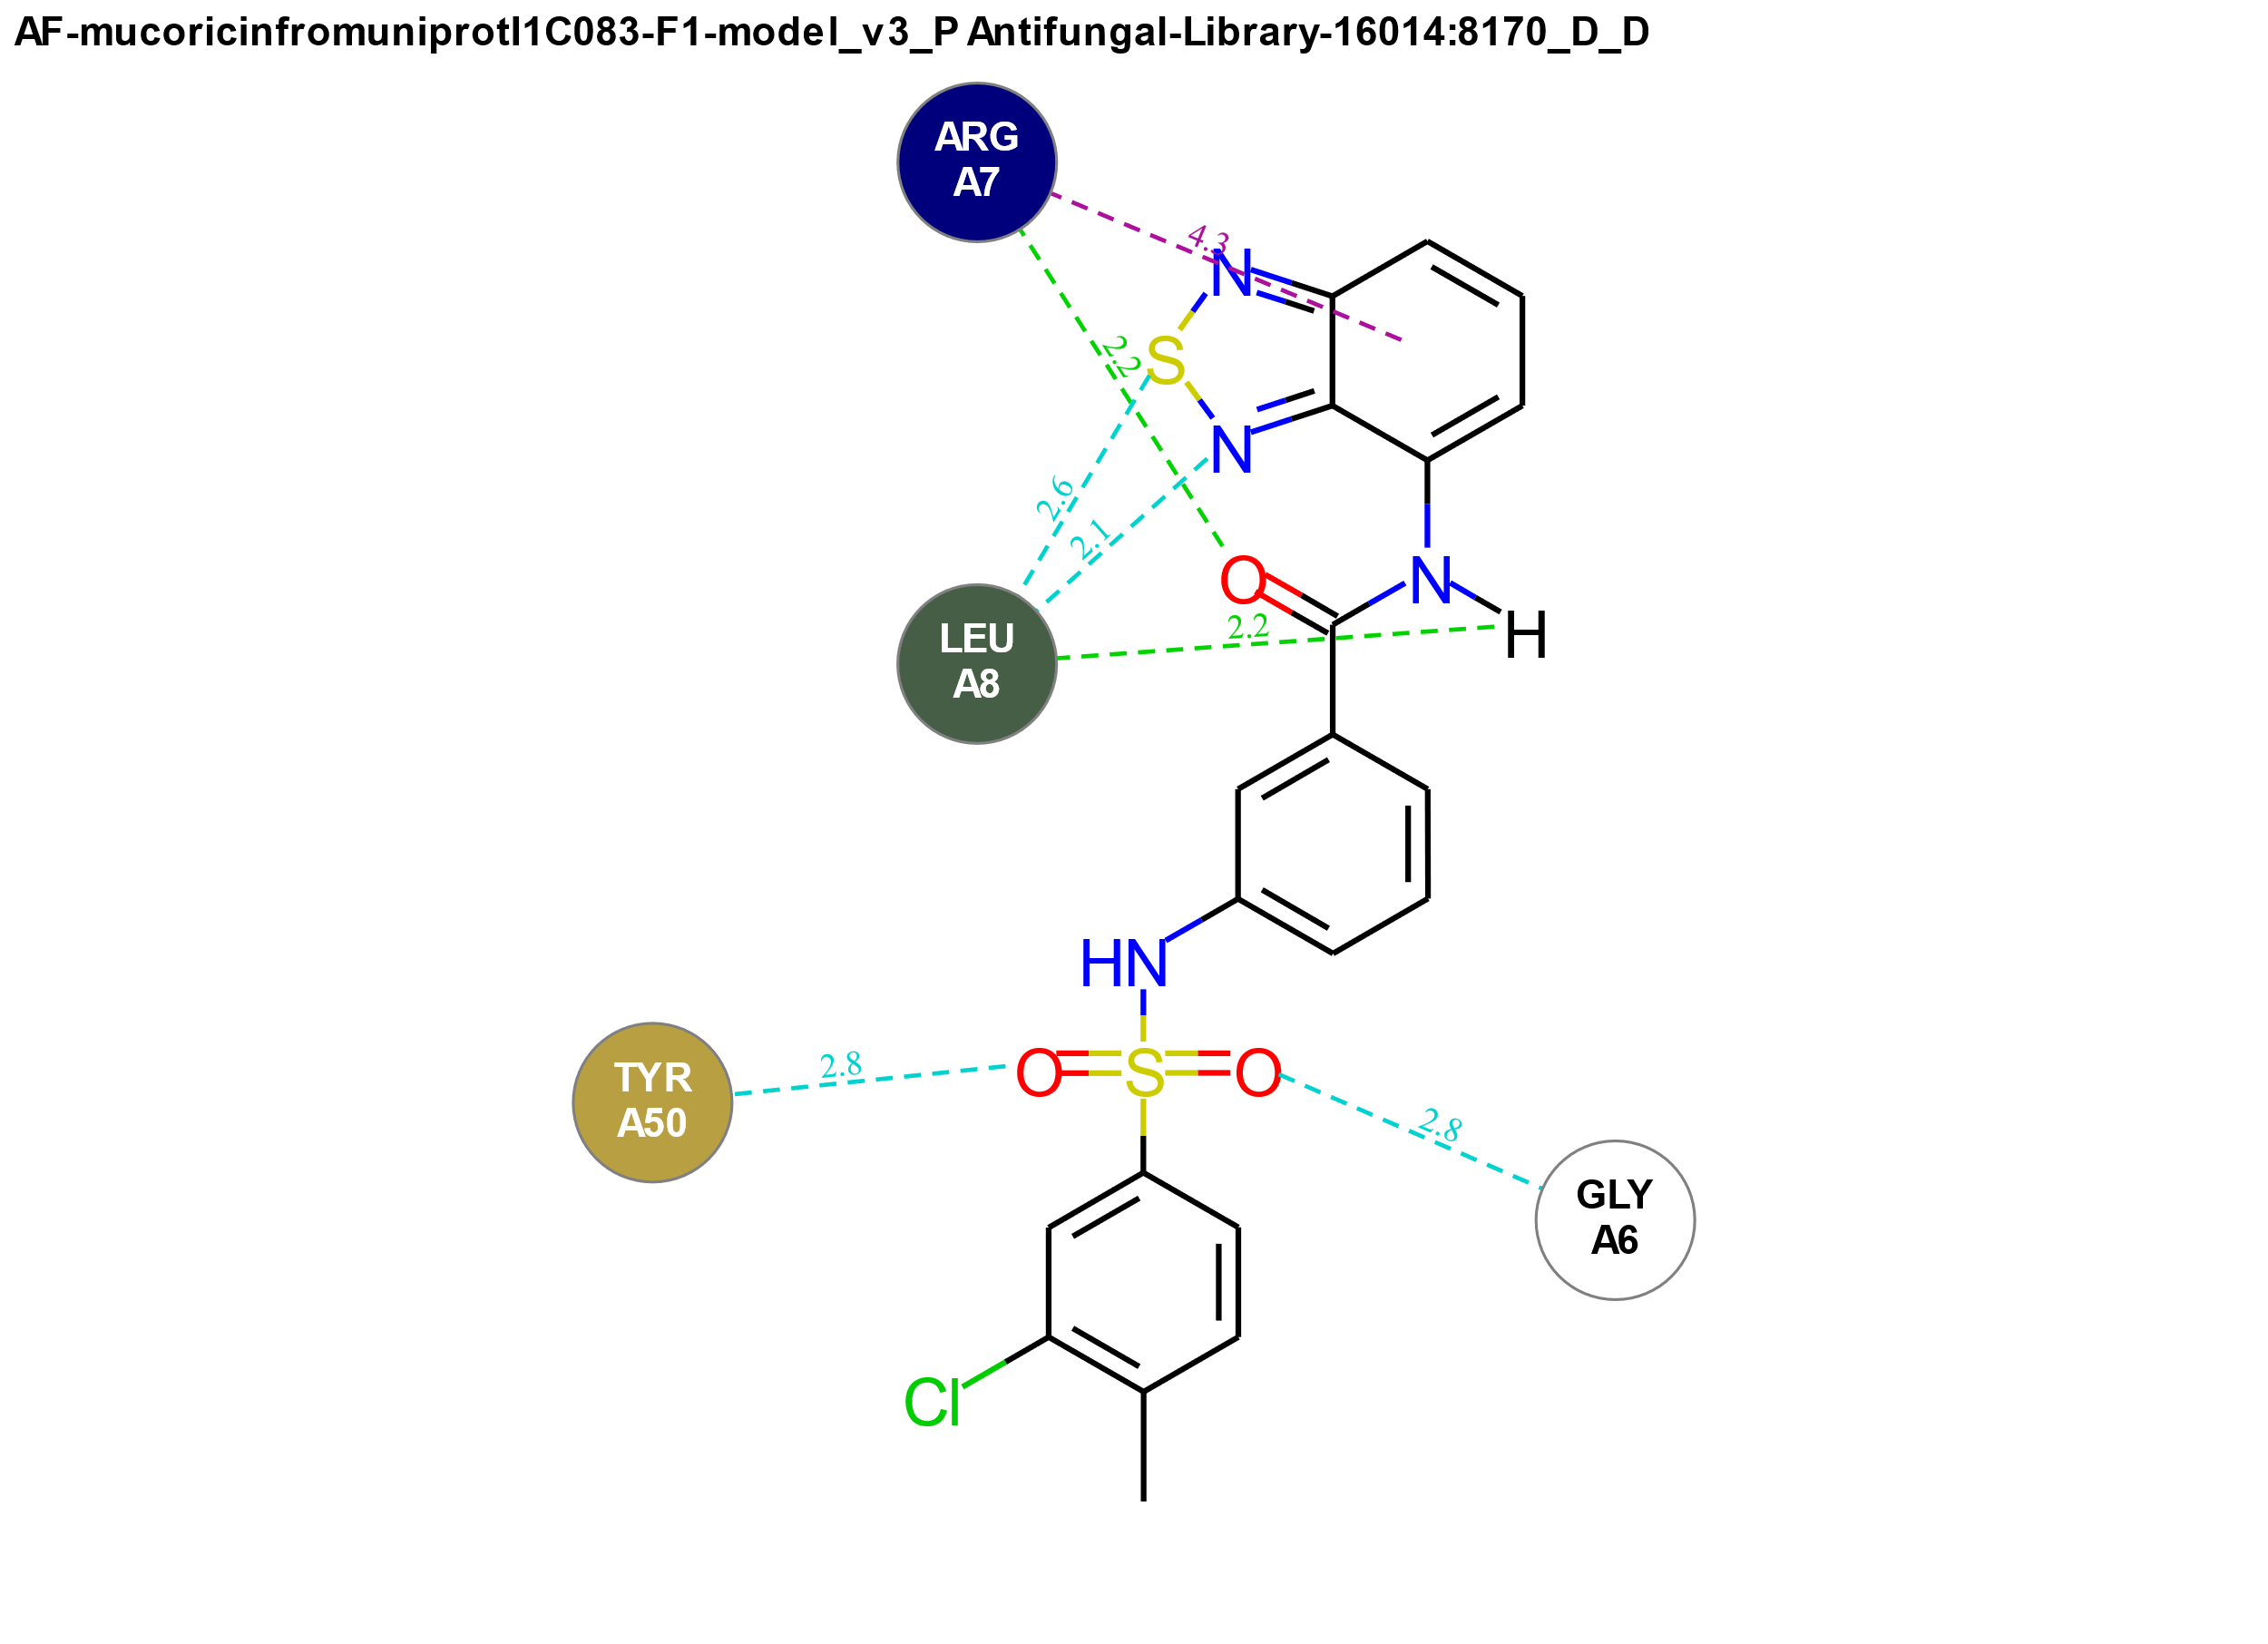 AF-mucoricinfromuniprotI1C083-F1-model_v3_P Antifungal-Library-16014:8170_D_D
ARG
A7
4.3
N
2.2
S
N
2.6
2.1
O
N
H
LEU
A8
2.2
HN
TYR
A50
2.8
O
S
O
2.8
GLY
A6
Cl